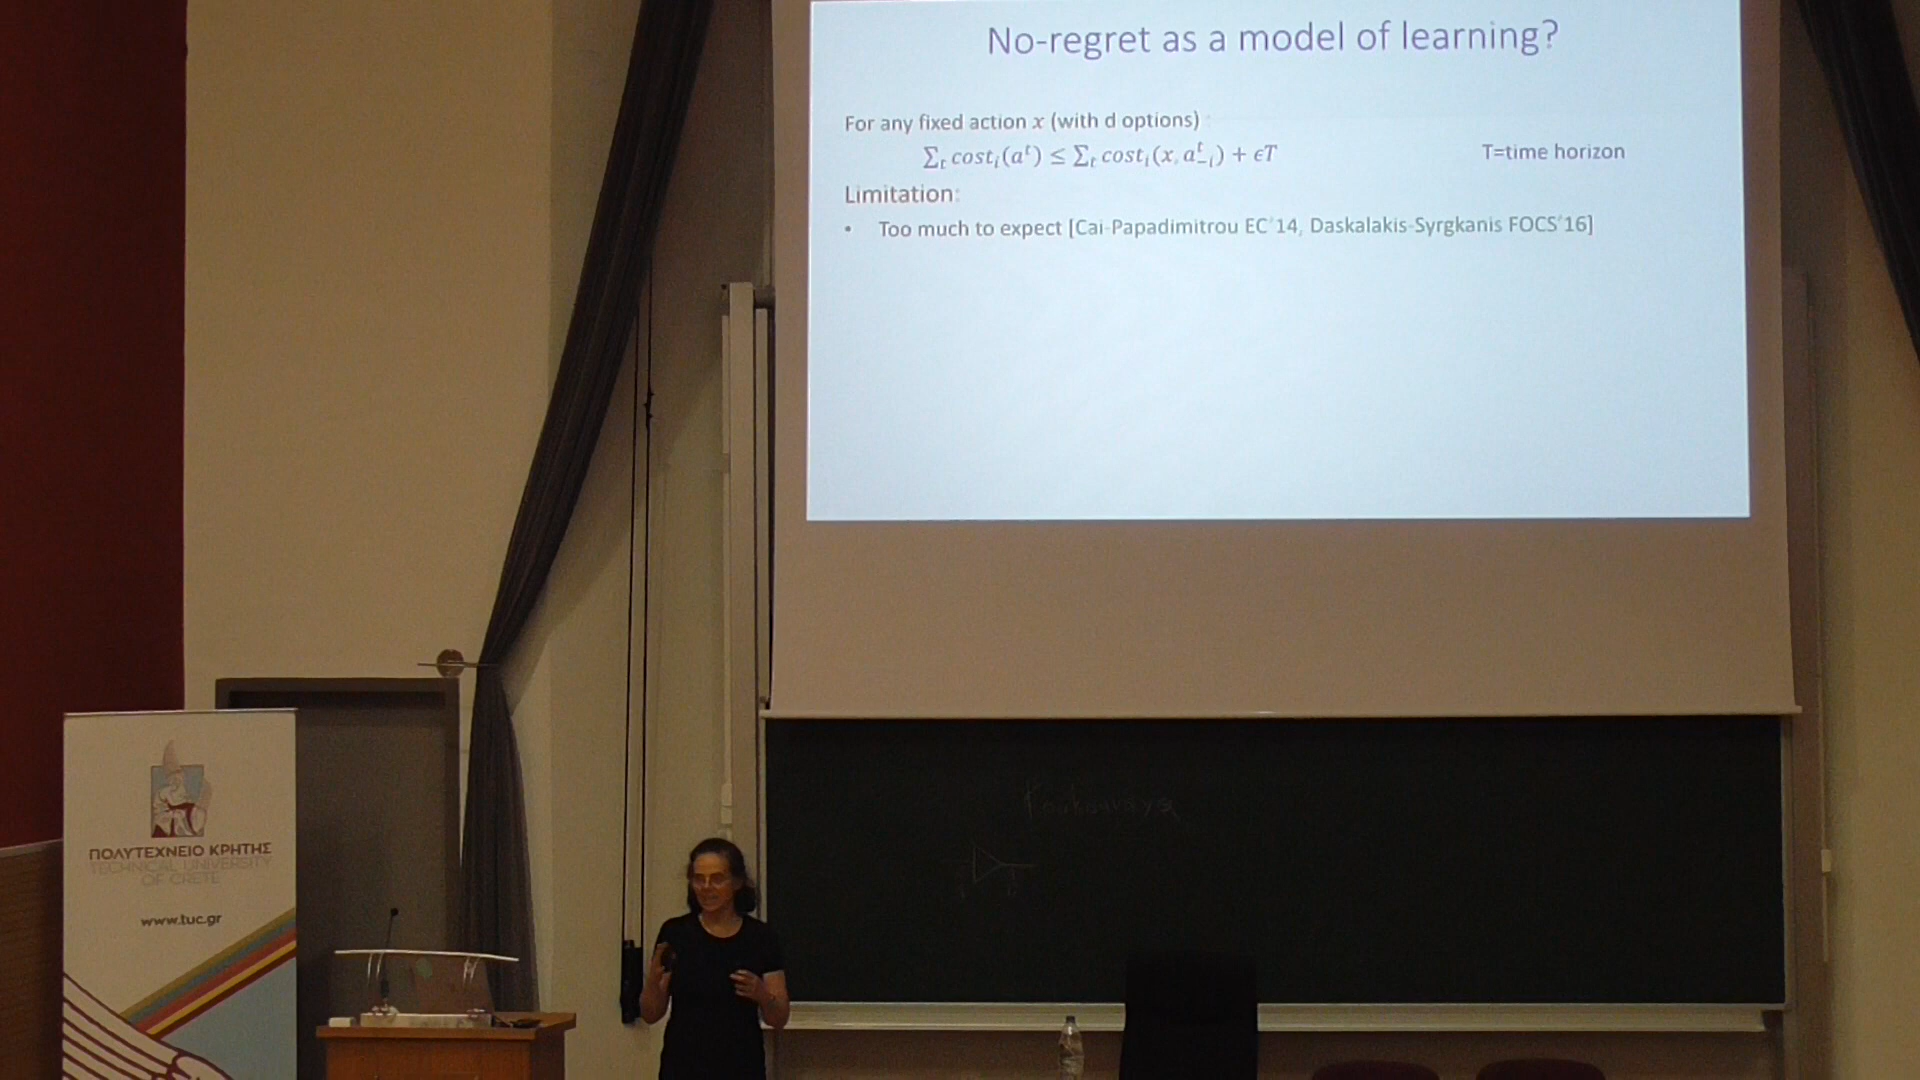 No-regret as a model of learning?
For any fixed action x (with d options)
∑ₜ costᵢ(aᵗ) ≤ ∑ₜ costᵢ(x, aᵗ₋ᵢ) + ϵT
T=time horizon
Limitation:
• Too much to expect [Cai-Papadimitrou EC'14, Daskalakis-Syrgkanis FOCS'16]
ΠΟΛΥΤΕΧΝΕΙΟ ΚΡΗΤΗΣ
TECHNICAL UNIVERSITY
OF CRETE
www.tuc.gr